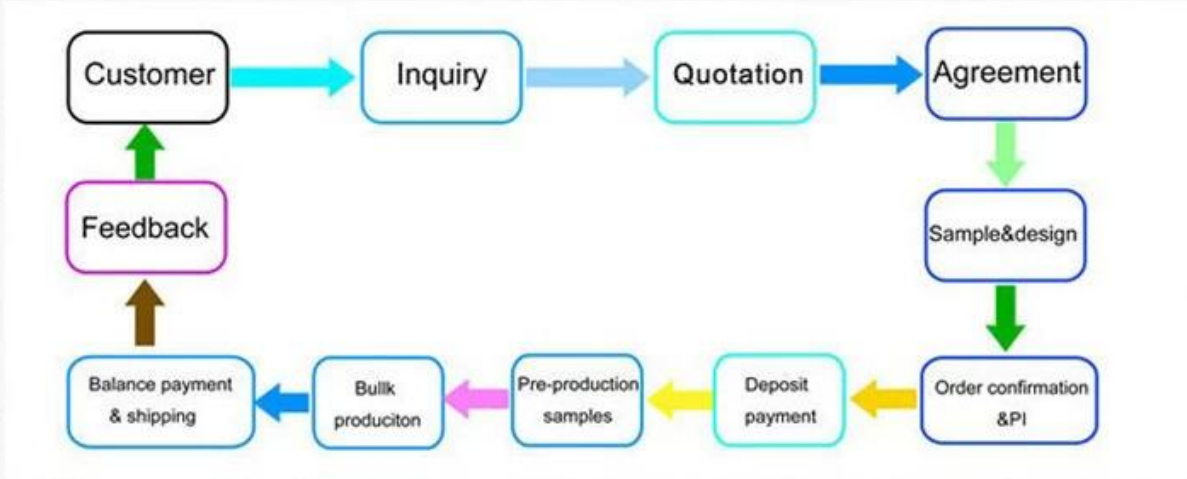 Customer
Inquiry
Quotation
Agreement
Sample&design
Order confirmation
&PI
Deposit
payment
Pre-production
samples
Bullk
produciton
Balance payment
& shipping
Feedback